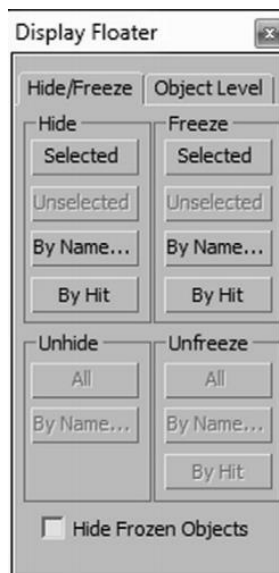 Display Floater
Hide/Freeze Object Level
Hide Freeze
Selected Selected
Unselected Unselected
By Name... By Name...
By Hit By Hit
Unhide Unfreeze
All All
By Name... By Name...
By Hit
Hide Frozen Objects